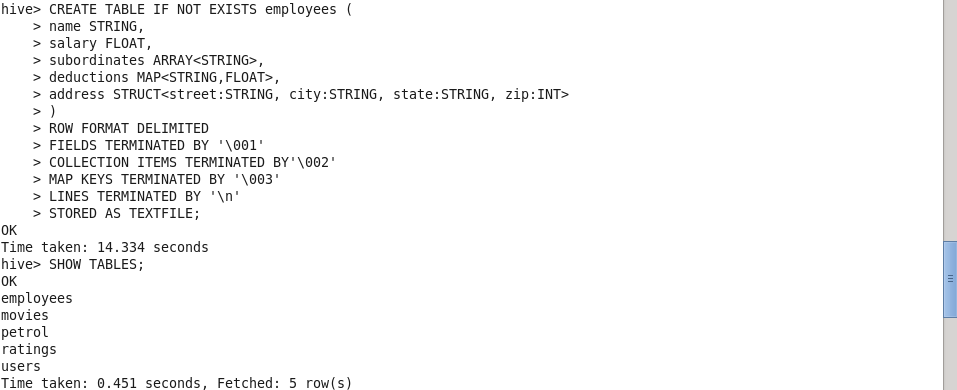 hive> CREATE TABLE IF NOT EXISTS employees (
    > name STRING,
    > salary FLOAT,
    > subordinates ARRAY<STRING>,
    > deductions MAP<STRING,FLOAT>,
    > address STRUCT<street:STRING, city:STRING, state:STRING, zip:INT>
    > )
    > ROW FORMAT DELIMITED
    > FIELDS TERMINATED BY '\001'
    > COLLECTION ITEMS TERMINATED BY'\002'
    > MAP KEYS TERMINATED BY '\003'
    > LINES TERMINATED BY '\n'
    > STORED AS TEXTFILE;
OK
Time taken: 14.334 seconds
hive> SHOW TABLES;
OK
employees
movies
petrol
ratings
users
Time taken: 0.451 seconds, Fetched: 5 row(s)